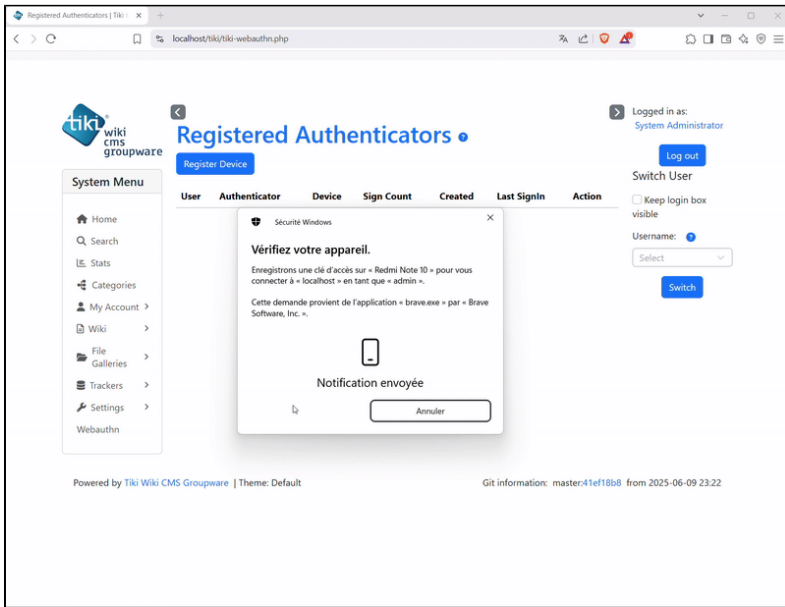 Registered Authenticators | Tiki
localhost/tiki/tiki-webauthn.php
tiki
wiki
cms
groupware
System Menu
Home
Search
Stats
Categories
My Account
Wiki
File
Galleries
Trackers
Settings
Webauthn
Registered Authenticators
Register Device
User Authenticator Device Sign Count Created Last SignIn Action
Sécurité Windows
Vérifiez votre appareil.
Enregistrons une clé d'accès sur « Redmi Note 10 » pour vous
connecter à « localhost » en tant que « admin ».
Cette demande provient de l'application « brave.exe » par « Brave
Software, Inc. ».
Notification envoyée
Annuler
Logged in as:
System Administrator
Log out
Switch User
Keep login box
visible
Username:
Select
Switch
Powered by Tiki Wiki CMS Groupware | Theme: Default
Git information: master:41ef18b8 from 2025-06-09 23:22